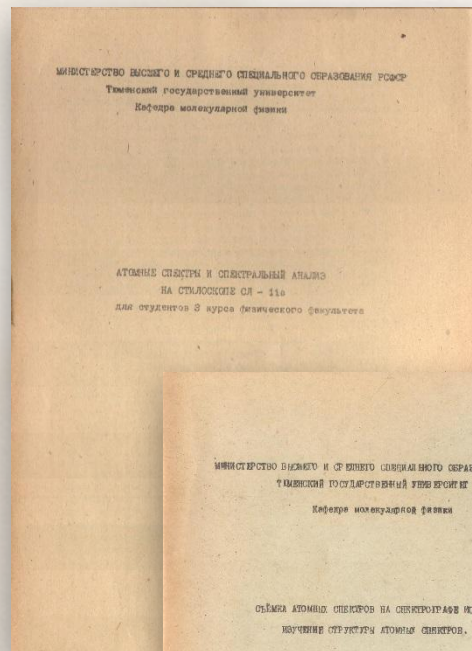 МИНИСТЕРСТВО ВЫСШЕГО И СРЕДНЕГО СПЕЦИАЛЬНОГО ОБРАЗОВАНИЯ РСФСР
Тюменский государственный университет
Кафедра молекулярной физики
АТОМНЫЕ СПЕКТРЫ И СПЕКТРАЛЬНЫЙ АНАЛИЗ
НА СТИЛОСКОПЕ СЛ - 11а
для студентов 3 курса физического факультета
МИНИСТЕРСТВО ВЫСШЕГО И СРЕДНЕГО СПЕЦИАЛЬНОГО ОБРАЗ
ТЮМЕНСКИЙ ГОСУДАРСТВЕННЫЙ УНИВЕРСИТЕТ
Кафедра молекулярной физики
СЪЁМКА АТОМНЫХ СПЕКТРОВ НА СПЕКТРОГРАФЕ ИС
ИЗУЧЕНИЕ СТРУКТУРЫ АТОМНЫХ СПЕКТРОВ.